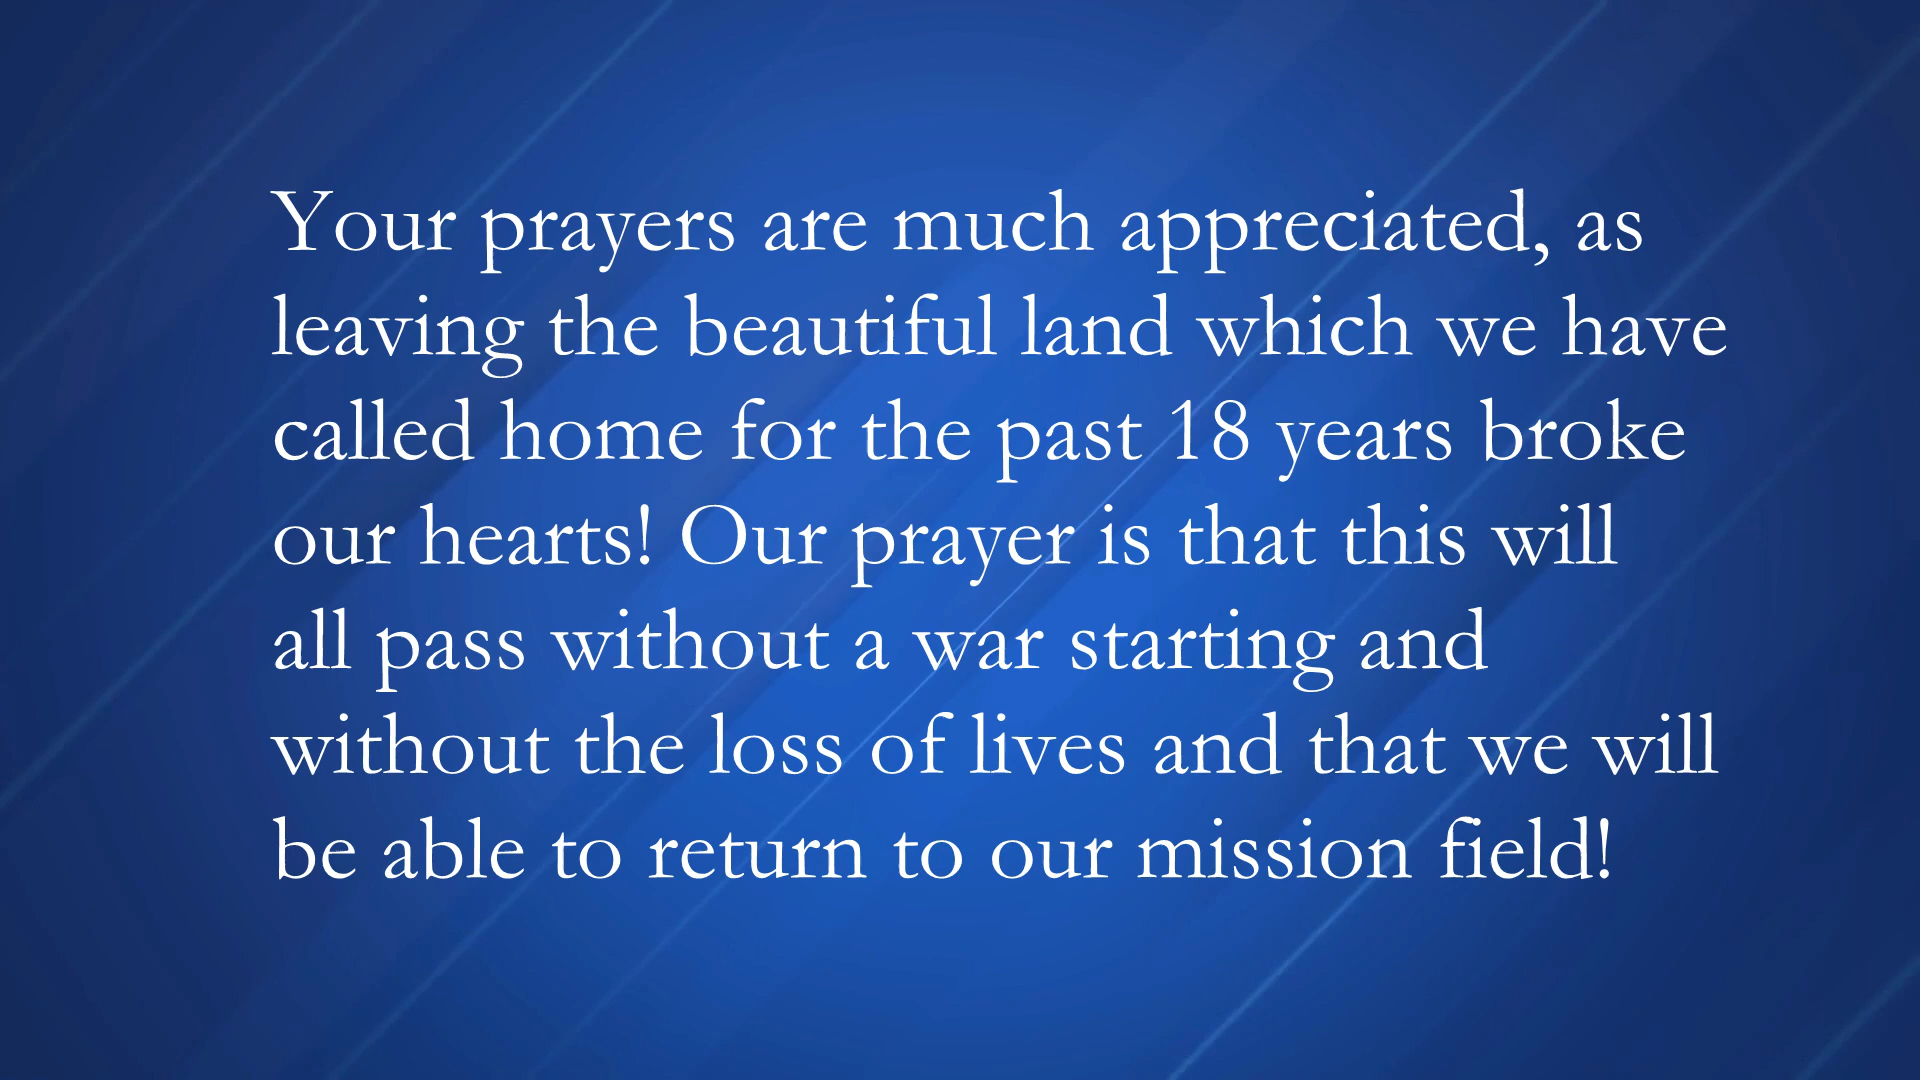 Your prayers are much appreciated, as
leaving the beautiful land which we have
called home for the past 18 years broke
our hearts! Our prayer is that this will
all pass without a war starting and
without the loss of lives and that we will
be able to return to our mission field!